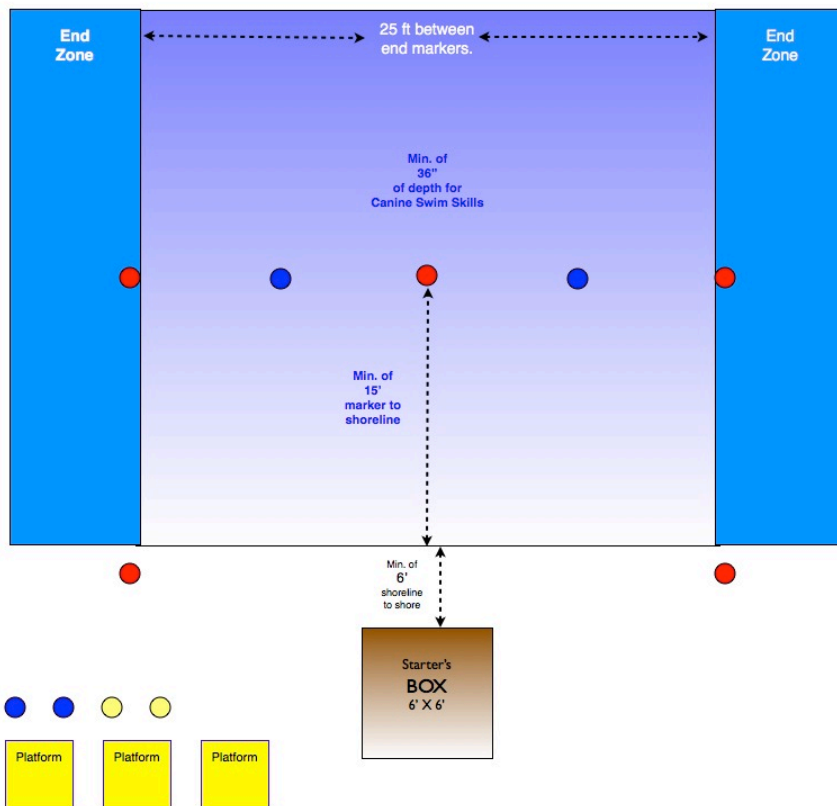 End
Zone
25 ft between
end markers.
End
Zone
Min. of
36"
of depth for
Canine Swim Skills
Min. of
15'
marker to
shoreline
Min. of
6'
shoreline
to shore
Starter's
BOX
6' X 6'
Platform
Platform
Platform